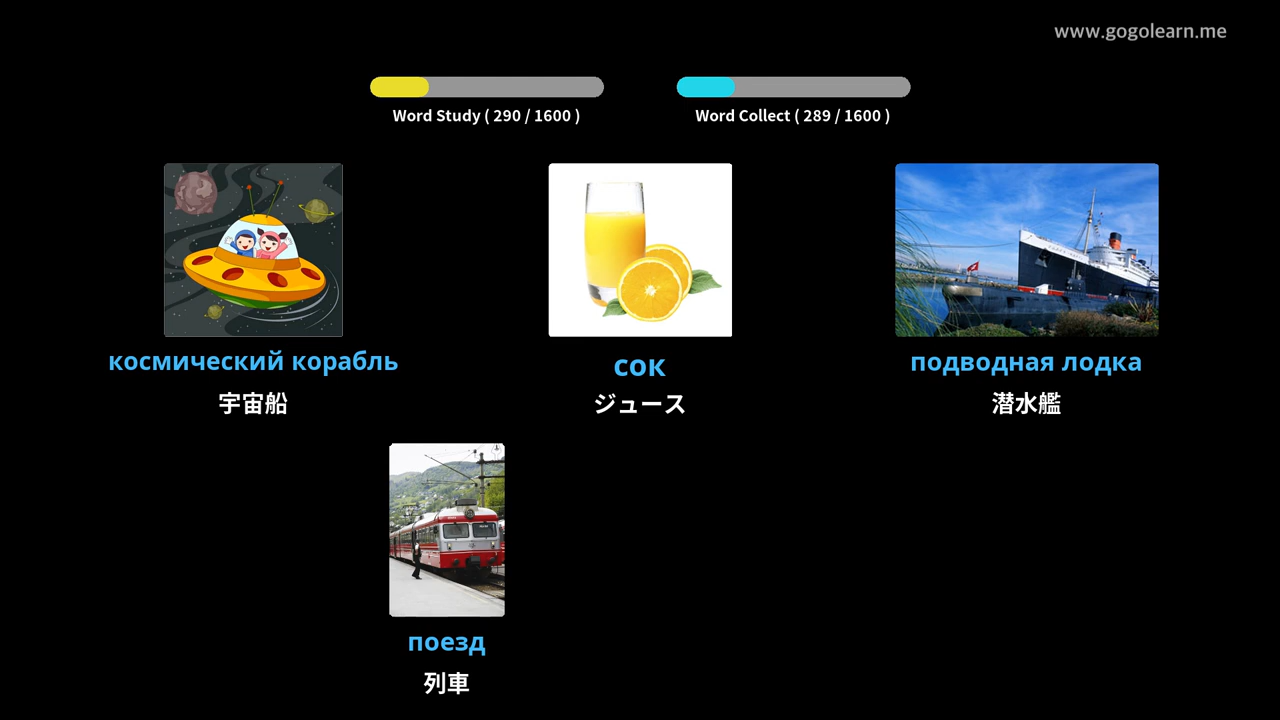 www.gogolearn.me
Word Study ( 290 / 1600 )
Word Collect ( 289 / 1600 )
космический корабль
宇宙船
сок
ジュース
подводная лодка
潜水艦
поезд
列車